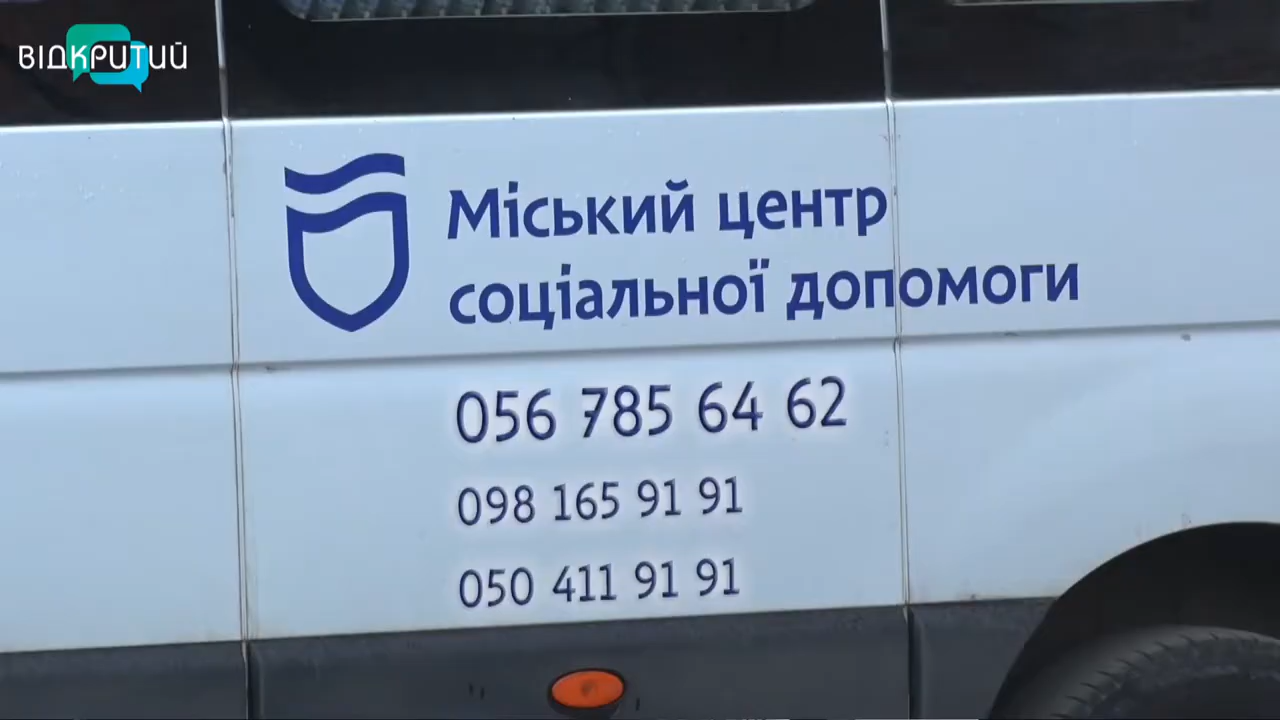 ВІДКРИТИЙ
Міський центр
соціальної допомоги
056 785 64 62
098 165 91 91
050 411 91 91